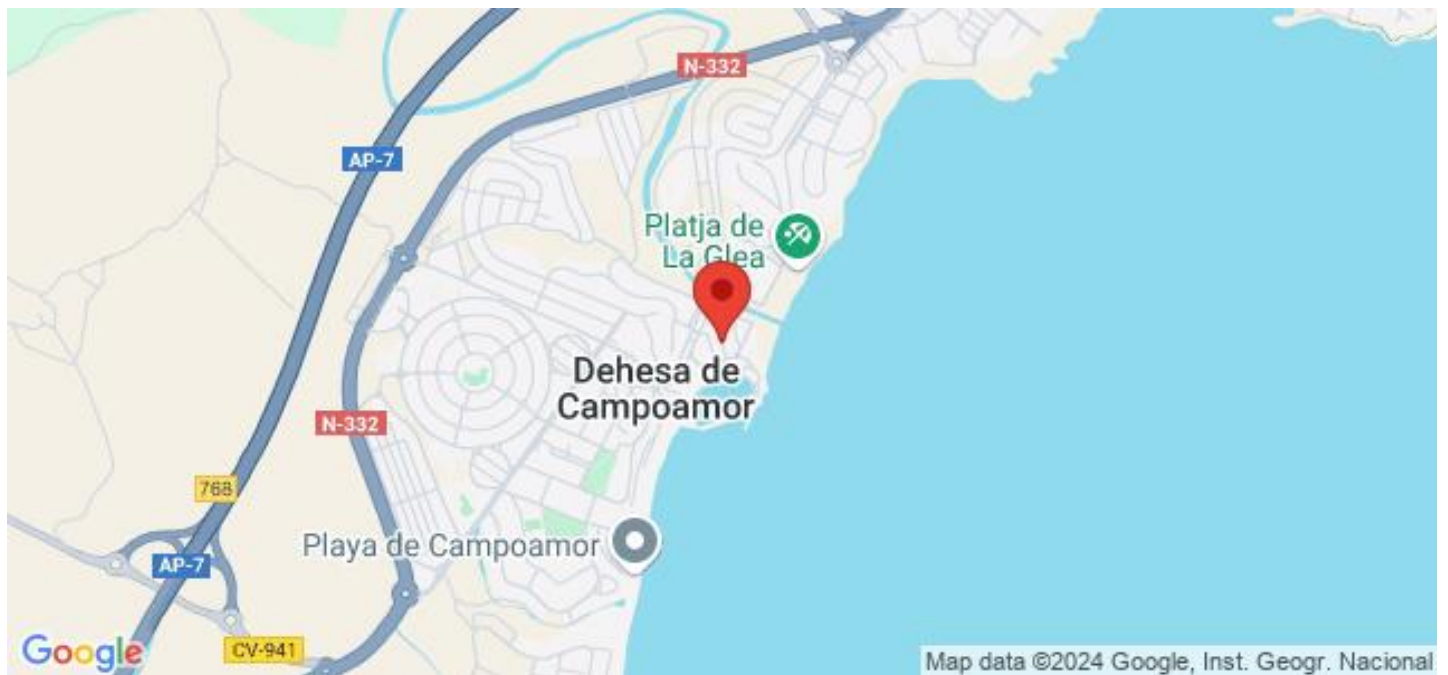 N-332
AP-7
Platja de
La Glea
Dehesa de
Campoamor
N-332
768
Playa de Campoamor
AP-7
CV-941
Google
Map data ©2024 Google, Inst. Geogr. Nacional